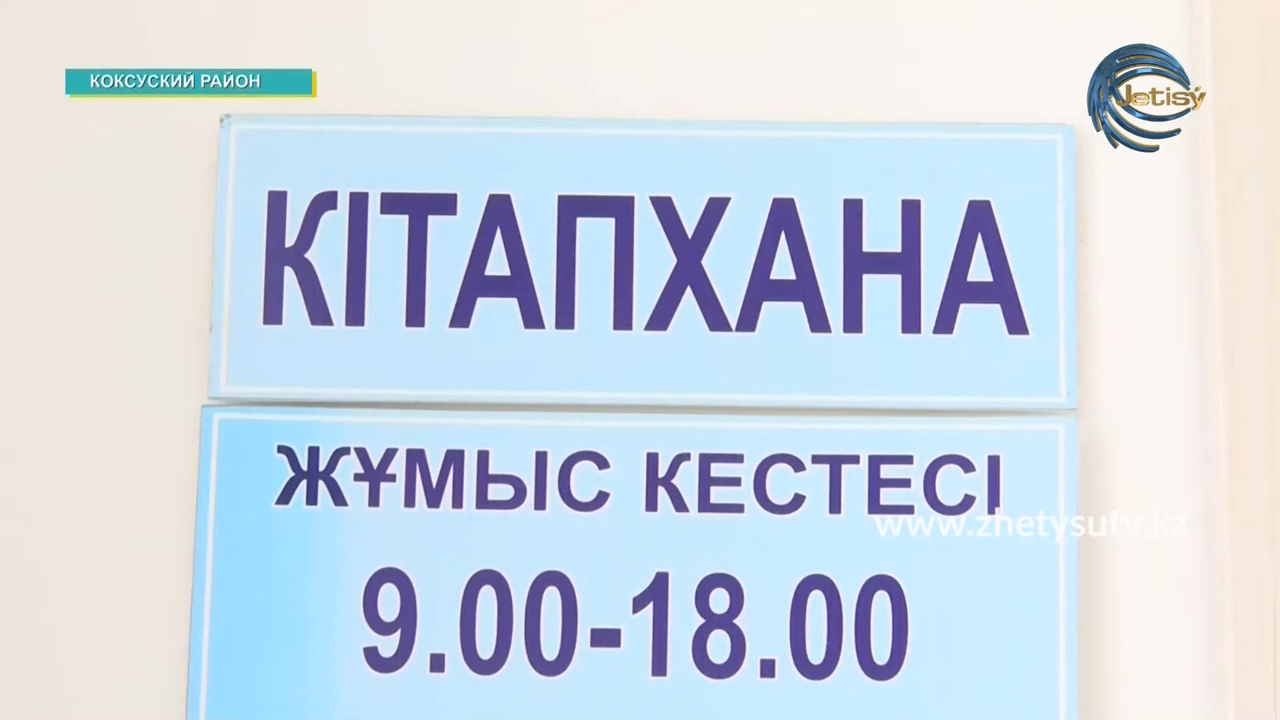 КОКСУСКИЙ РАЙОН
Jetisý
КІТАПХАНА
ЖҰМЫС КЕСТЕСІ
www.zhetysutv.kz
9.00-18.00